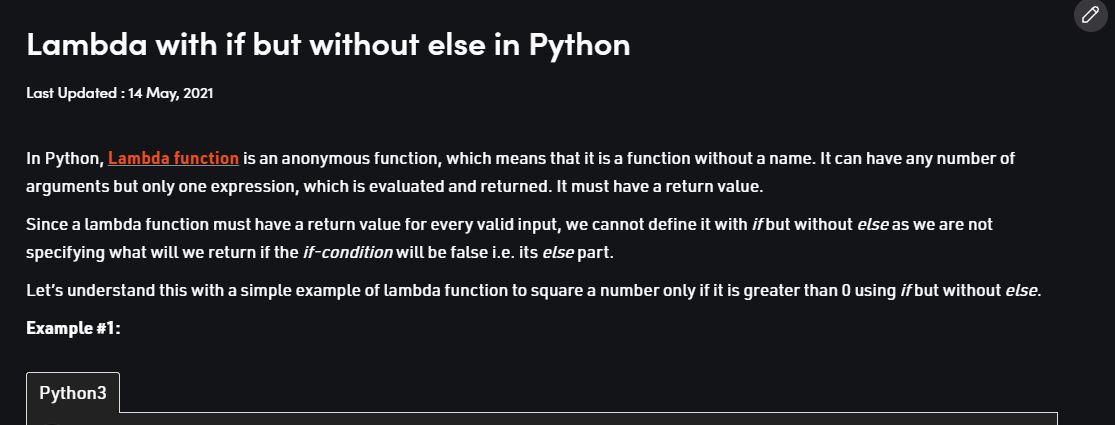 Lambda with if but without else in Python
Last Updated : 14 May, 2021
In Python, Lambda function is an anonymous function, which means that it is a function without a name. It can have any number of
arguments but only one expression, which is evaluated and returned. It must have a return value.
Since a lambda function must have a return value for every valid input, we cannot define it with if but without else as we are not
specifying what will we return if the if-condition will be false i.e. its else part.
Let’s understand this with a simple example of lambda function to square a number only if it is greater than 0 using if but without else.
Example #1:
Python3